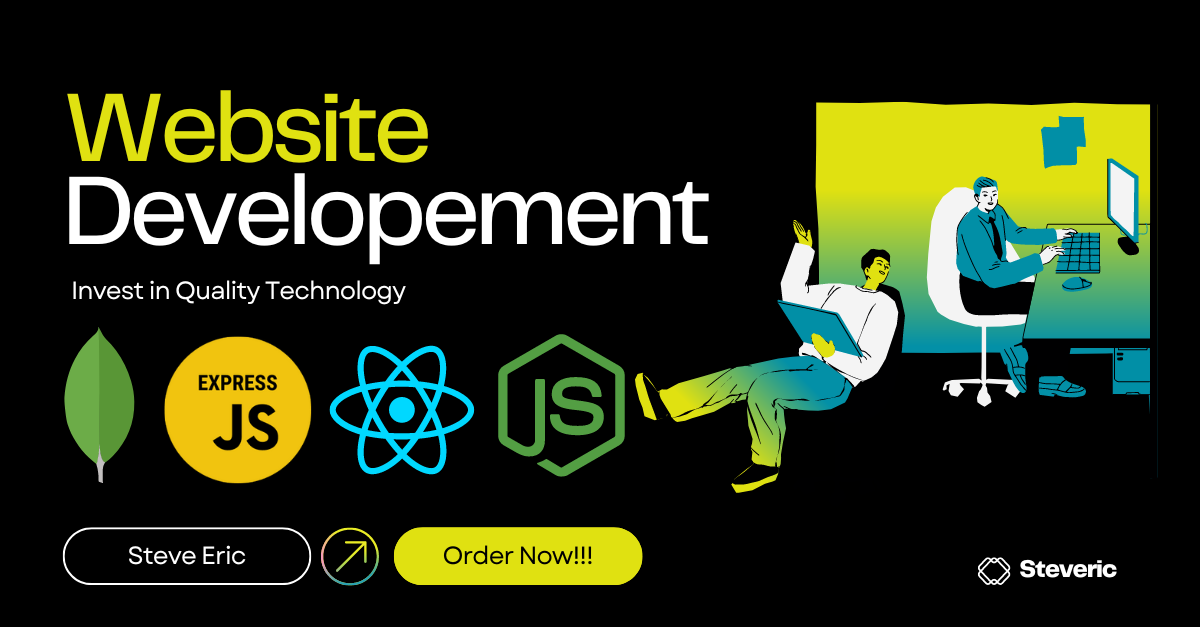 Website
Developement
Invest in Quality Technology
EXPRESS
JS
JS
Steve Eric
Order Now!!!
Steveric